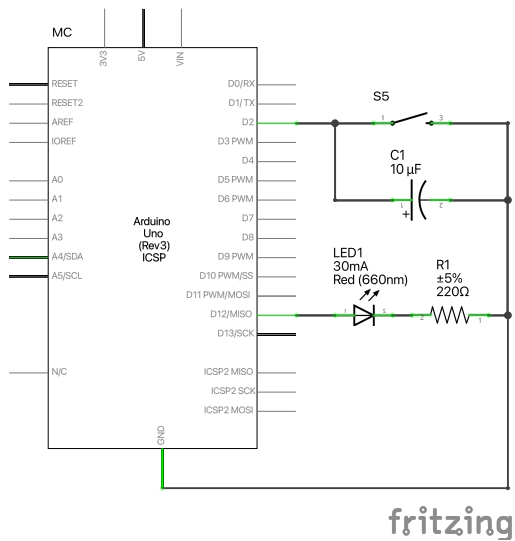 MC
3V3
5V
VIN
RESET
RESET2
AREF
IOREF
A0
A1
A2
A3
A4/SDA
A5/SCL
N/C
Arduino
Uno
(Rev3)
ICSP
D0/RX
D1/TX
D2
D3 PWM
D4
D5 PWM
D6 PWM
D7
D8
D9 PWM
D10 PWM/SS
D11 PWM/MOSI
D12/MISO
D13/SCK
ICSP2 MISO
ICSP2 SCK
ICSP2 MOSI
GND
S5
1
3
C1
10 µF
1
2
+
LED1
30mA
Red (660nm)
R1
±5%
220Ω
2
1
fritzing